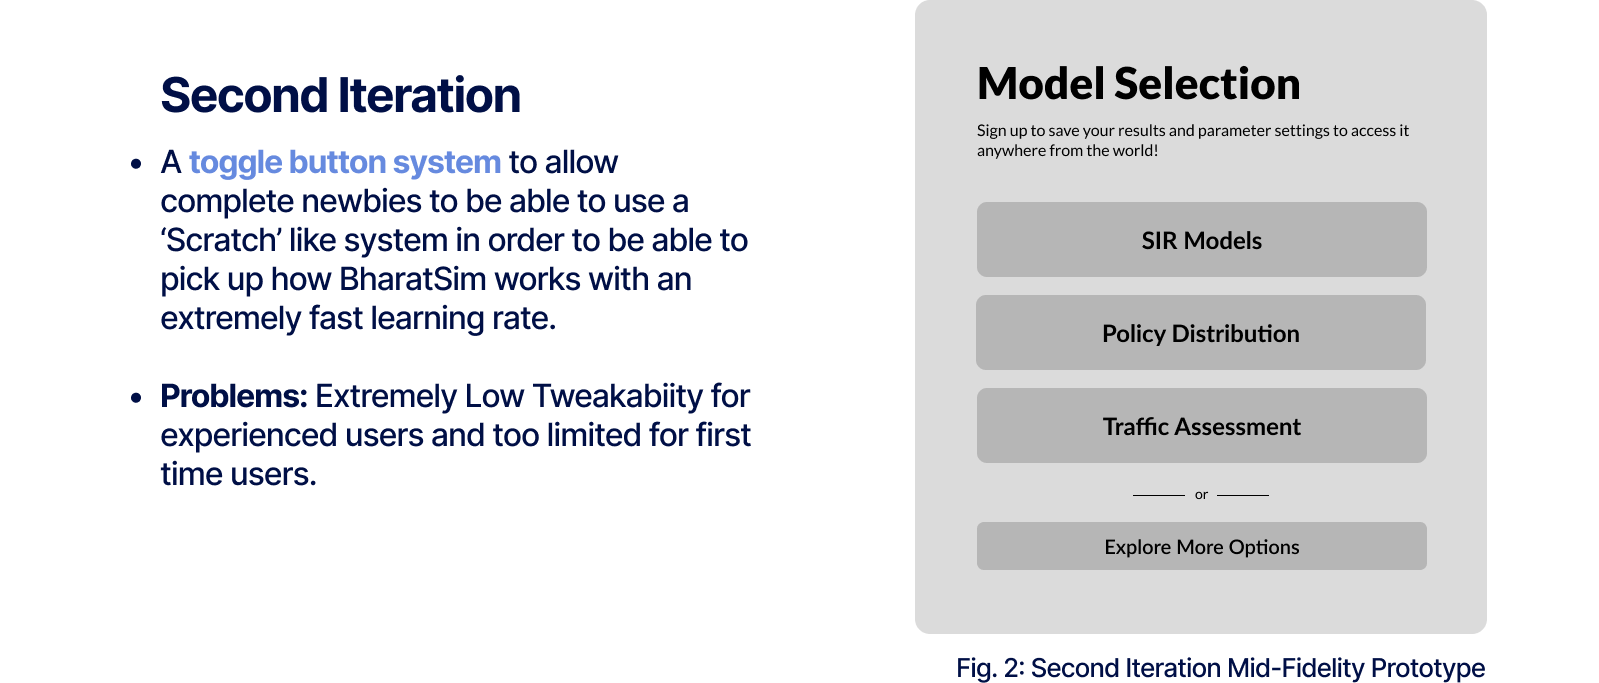 Second Iteration
• A toggle button system to allow
complete newbies to be able to use a
‘Scratch’ like system in order to be able to
pick up how BharatSim works with an
extremely fast learning rate.
• Problems: Extremely Low Tweakabiity for
experienced users and too limited for first
time users.
Model Selection
Sign up to save your results and parameter settings to access it
anywhere from the world!
SIR Models
Policy Distribution
Traffic Assessment
or
Explore More Options
Fig. 2: Second Iteration Mid-Fidelity Prototype